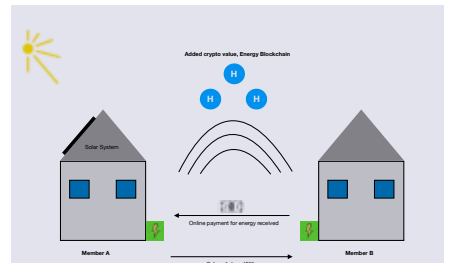 Added crypto value, Energy Blockchain
H
H
H
Solar System
Online payment for energy received
Member A
Member B